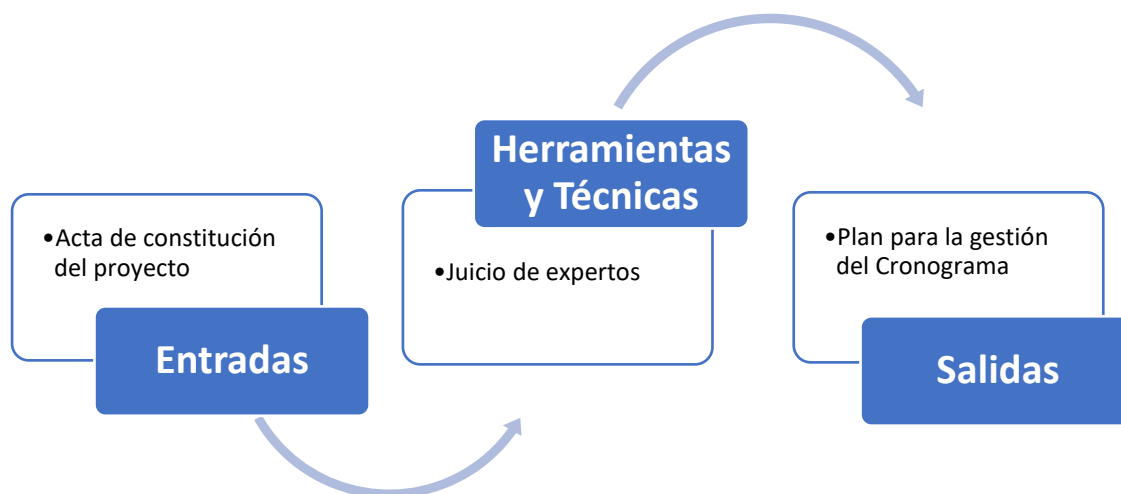 •Acta de constitución
del proyecto
Entradas
Herramientas
y Técnicas
•Juicio de expertos
•Plan para la gestión
del Cronograma
Salidas